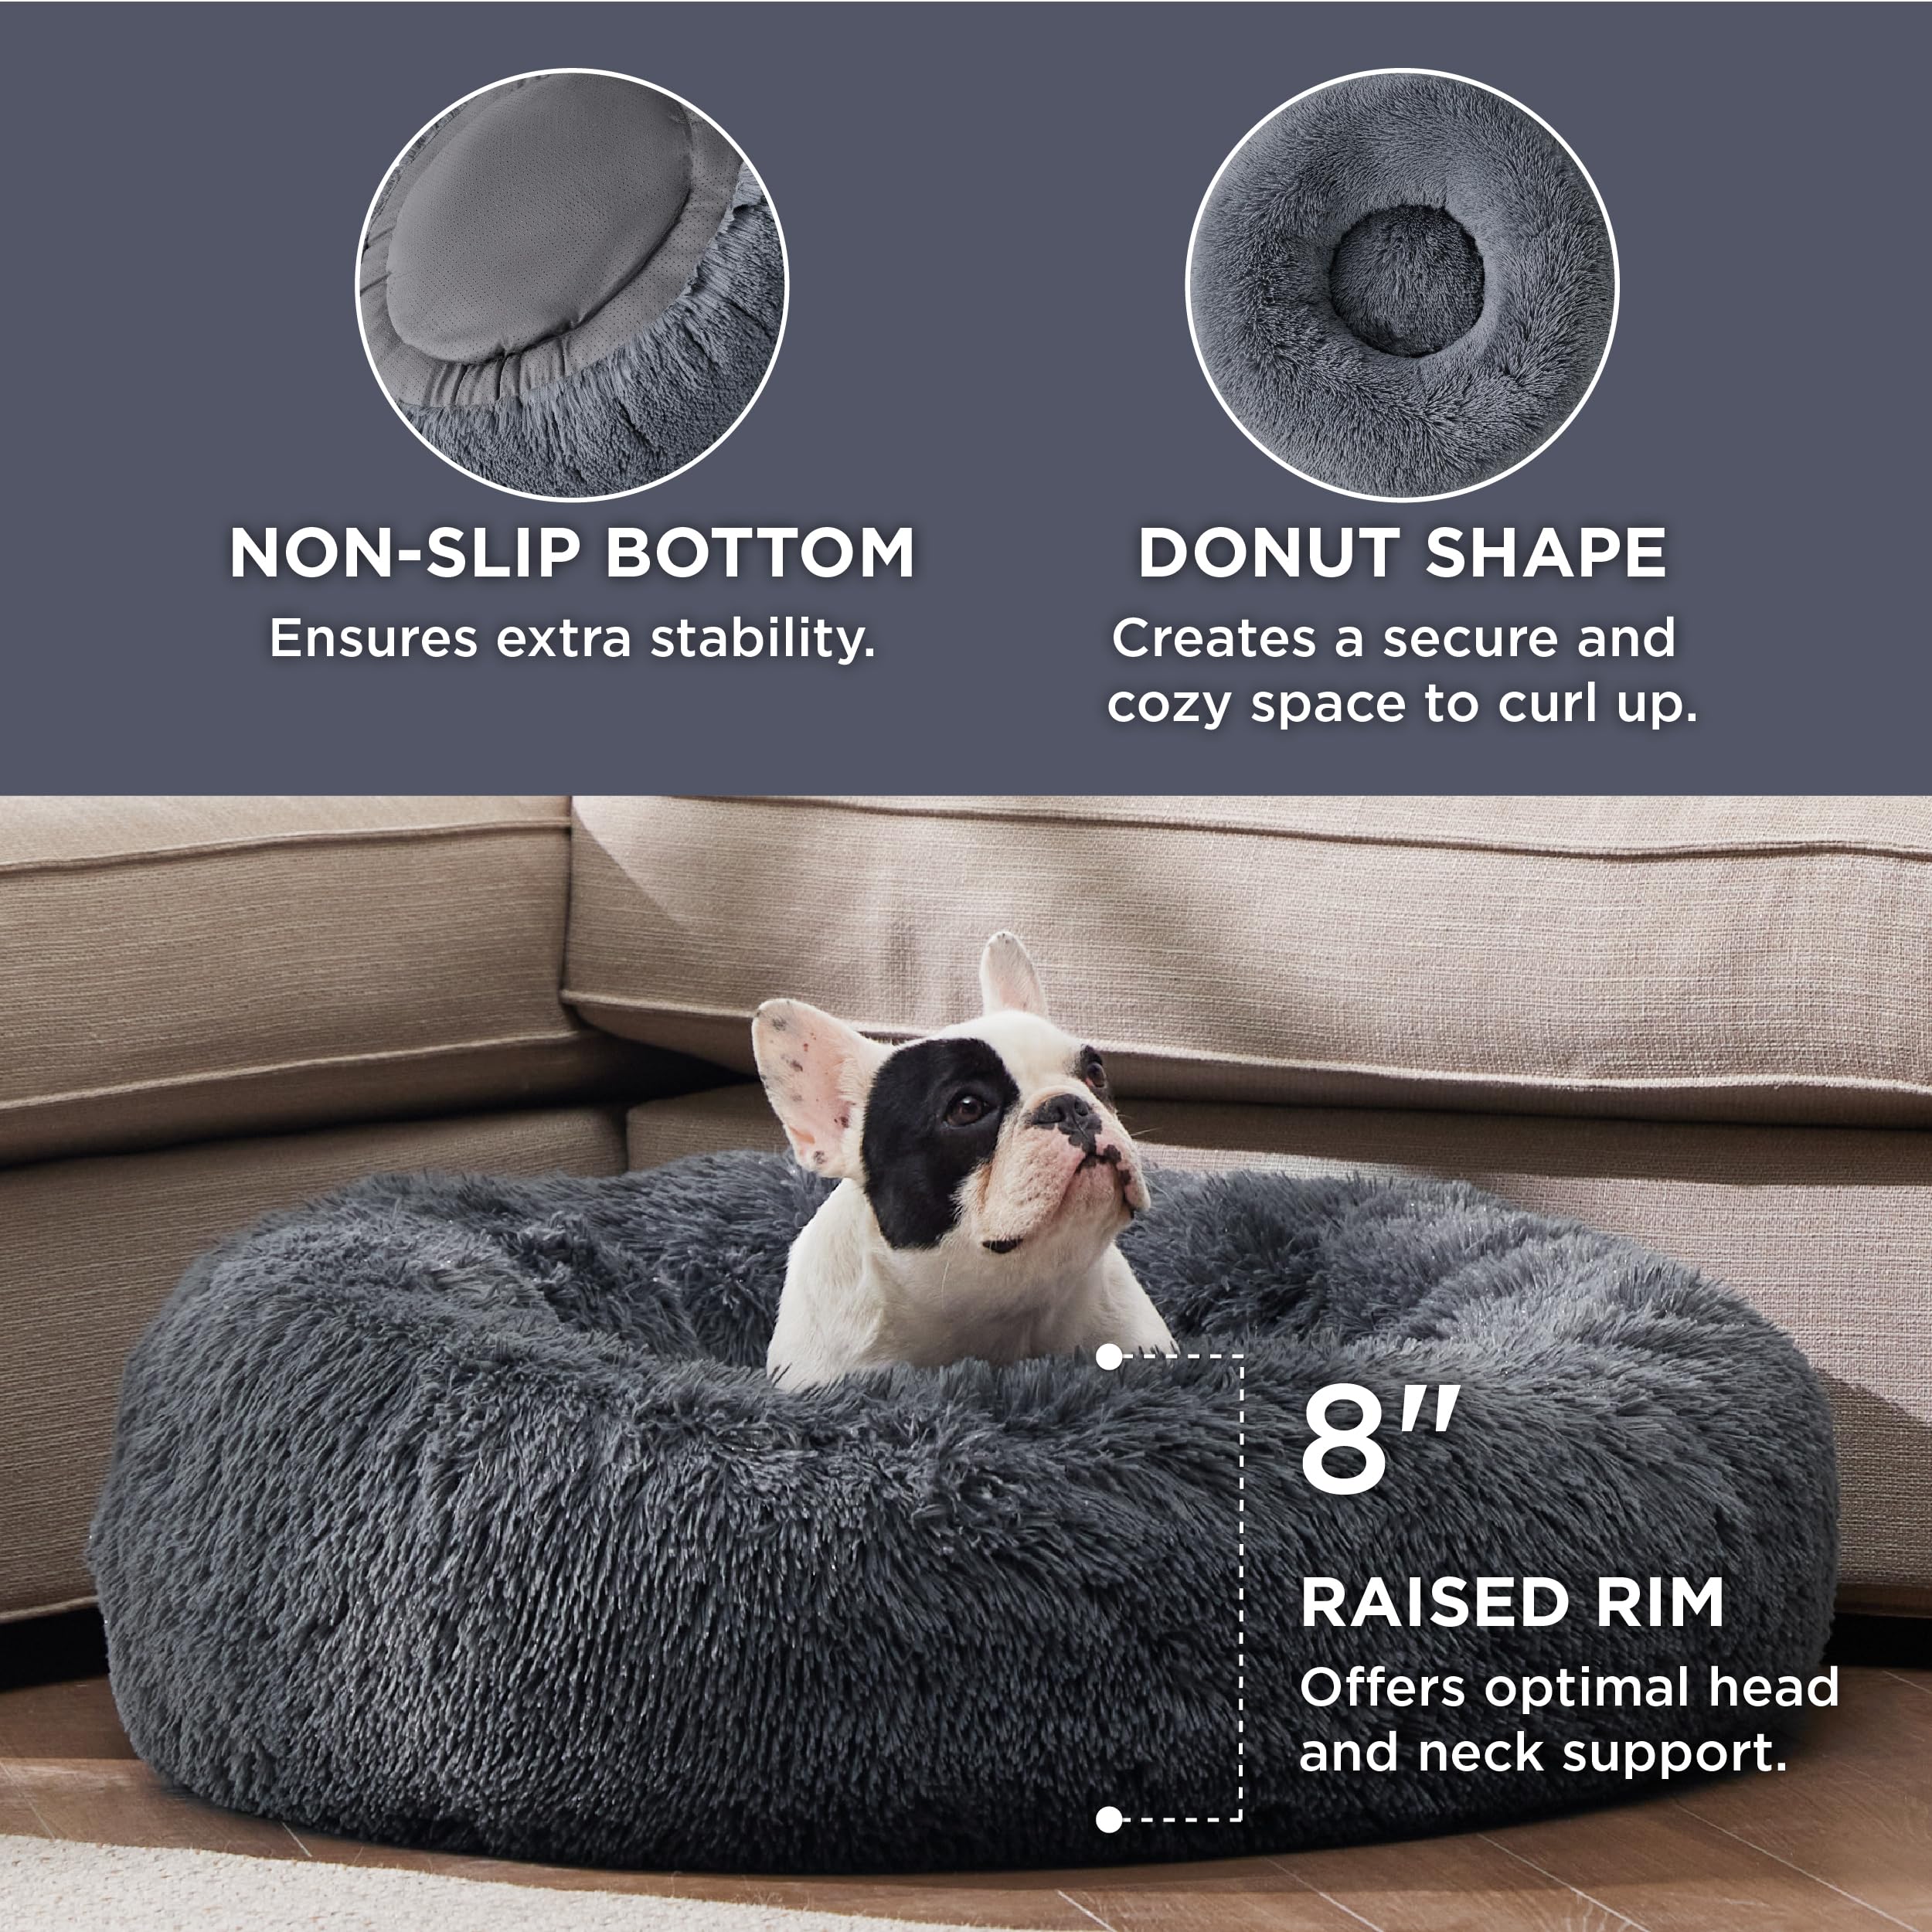 NON-SLIP BOTTOM
Ensures extra stability.
DONUT SHAPE
Creates a secure and
cozy space to curl up.
8"
RAISED RIM
Offers optimal head
and neck support.